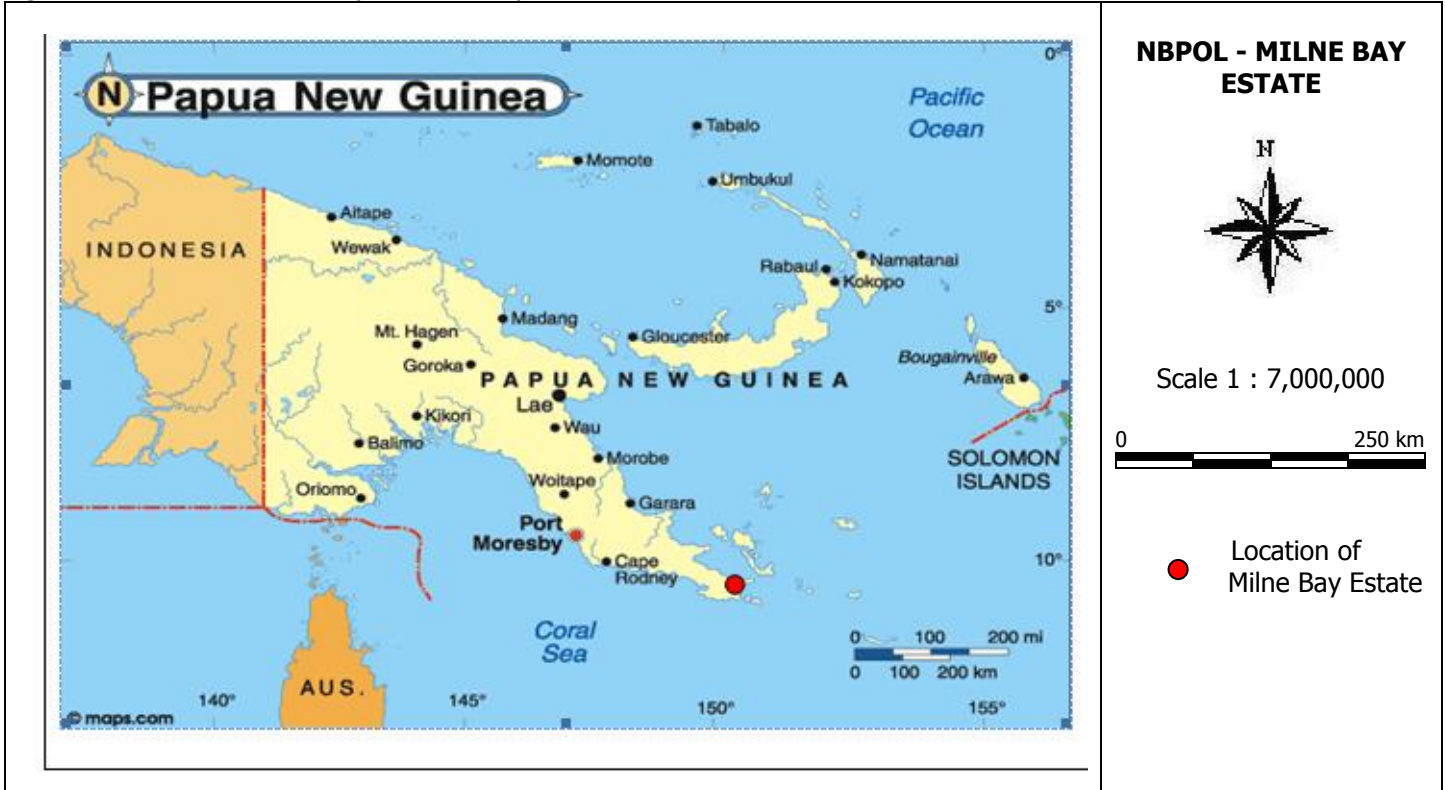 N Papua New Guinea
0°
Pacific
Ocean
Tabalo
Momote
Umbukul
Aitape
INDONESIA
Wewak
Namatanai
Rabaul
Kokopo
5°
Madang
Gloucester
Mt. Hagen
Bougainville
Goroka
Arawa
PAPUA NEW GUINEA
Lae
Kikori
Wau
Balimo
Morobe
SOLOMON
ISLANDS
Woitape
Oriomo
Garara
Port
Moresby
Cape
Rodney
10°
Coral
Sea
0 100 200 mi
0 100 200 km
AUS.
140° 145° 150° 155°
© maps.com
NBPOL - MILNE BAY
ESTATE
N
Scale 1 : 7,000,000
0 250 km
Location of
Milne Bay Estate